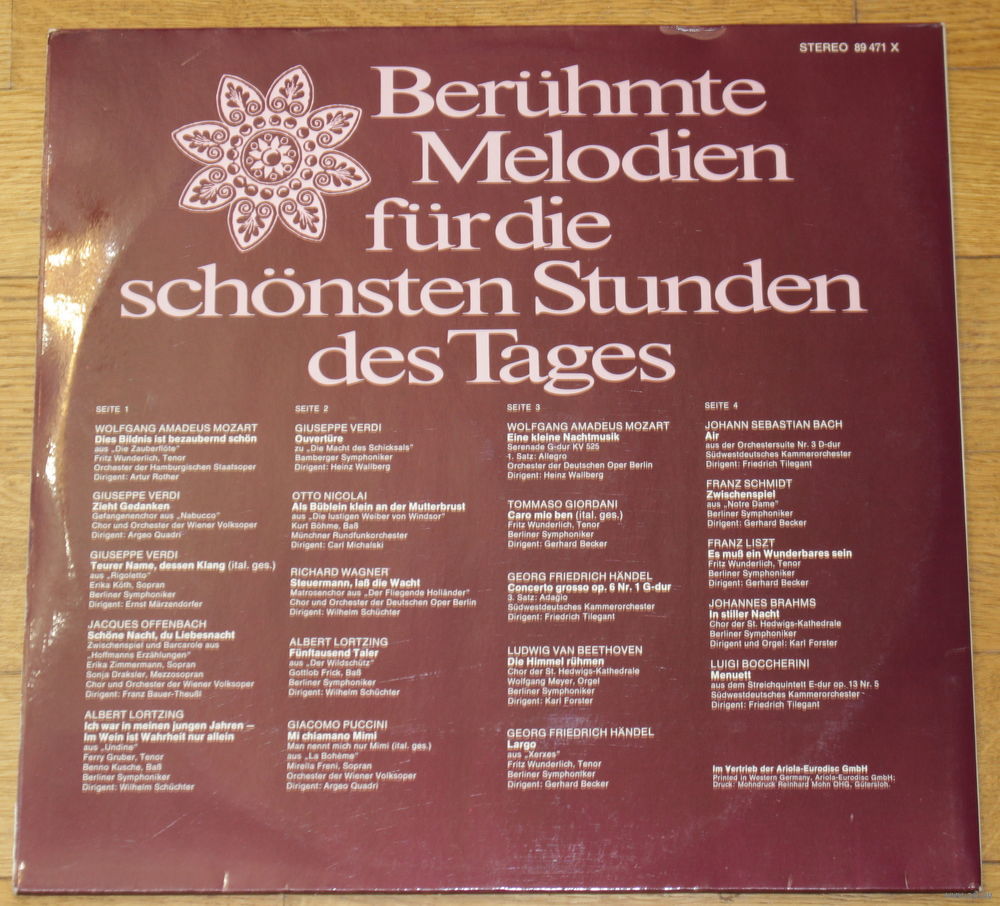 STEREO 89 471 X
Berühmte
Melodien
für die
schönsten Stunden
des Tages
SEITE 1
WOLFGANG AMADEUS MOZART
Dies Bildnis ist bezaubernd schön
aus „Die Zauberflöte"
Fritz Wunderlich, Tenor
Orchester der Hamburgischen Staatsoper
Dirigent: Artur Rother
GIUSEPPE VERDI
Zieht Gedanken
Gefangenenchor aus „Nabucco"
Chor und Orchester der Wiener Volksoper
Dirigent: Argeo Quadri
GIUSEPPE VERDI
Teurer Name, dessen Klang (ital. ges.)
aus „Rigoletto"
Erika Köth, Sopran
Berliner Symphoniker
Dirigent: Ernst Märzendorfer
JACQUES OFFENBACH
Schöne Nacht, du Liebesnacht
Zwischenspiel und Barcarole aus
„Hoffmanns Erzählungen"
Erika Zimmermann, Sopran
Sonja Draksler, Mezzosopran
Chor und Orchester der Wiener Volksoper
Dirigent: Franz Bauer-Theußl
ALBERT LORTZING
Ich war in meinen jungen Jahren –
Im Wein ist Wahrheit nur allein
aus „Undine"
Ferry Gruber, Tenor
Benno Kusche, Baß
Berliner Symphoniker
Dirigent: Wilhelm Schüchter
SEITE 2
GIUSEPPE VERDI
Ouvertüre
zu „Die Macht des Schicksals"
Bamberger Symphoniker
Dirigent: Heinz Wallberg
OTTO NICOLAI
Als Büblein klein an der Mutterbrust
aus „Die lustigen Weiber von Windsor"
Kurt Böhme, Baß
Münchner Rundfunkorchester
Dirigent: Carl Michalski
RICHARD WAGNER
Steuermann, laß die Wacht
Matrosenchor aus „Der Fliegende Holländer"
Chor und Orchester der Deutschen Oper Berlin
Dirigent: Wilhelm Schüchter
ALBERT LORTZING
Fünftausend Taler
aus „Der Wildschütz"
Gottlob Frick, Baß
Berliner Symphoniker
Dirigent: Wilhelm Schüchter
GIACOMO PUCCINI
Mi chiamano Mimi
Man nennt mich nur Mimi (ital. ges.)
aus „La Bohème"
Mirella Freni, Sopran
Orchester der Wiener Volksoper
Dirigent: Argeo Quadri
SEITE 3
WOLFGANG AMADEUS MOZART
Eine kleine Nachtmusik
Serenade G-dur KV 525
1. Satz: Allegro
Orchester der Deutschen Oper Berlin
Dirigent: Heinz Wallberg
TOMMASO GIORDANI
Caro mio ben (ital. ges.)
Fritz Wunderlich, Tenor
Berliner Symphoniker
Dirigent: Gerhard Becker
GEORG FRIEDRICH HÄNDEL
Concerto grosso op. 6 Nr. 1 G-dur
3. Satz: Adagio
Südwestdeutsches Kammerorchester
Dirigent: Friedrich Tilegant
LUDWIG VAN BEETHOVEN
Die Himmel rühmen
Chor der St. Hedwigs-Kathedrale
Wolfgang Meyer, Orgel
Berliner Symphoniker
Dirigent: Karl Forster
GEORG FRIEDRICH HÄNDEL
Largo
aus „Xerxes"
Fritz Wunderlich, Tenor
Berliner Symphoniker
Dirigent: Gerhard Becker
SEITE 4
JOHANN SEBASTIAN BACH
Air
aus der Orchestersuite Nr. 3 D-dur
Südwestdeutsches Kammerorchester
Dirigent: Friedrich Tilegant
FRANZ SCHMIDT
Zwischenspiel
aus „Notre Dame"
Berliner Symphoniker
Dirigent: Gerhard Becker
FRANZ LISZT
Es muß ein Wunderbares sein
Fritz Wunderlich, Tenor
Berliner Symphoniker
Dirigent: Gerhard Becker
JOHANNES BRAHMS
In stiller Nacht
Chor der St. Hedwigs-Kathedrale
Berliner Symphoniker
Dirigent und Orgel: Karl Forster
LUIGI BOCCHERINI
Menuett
aus dem Streichquintett E-dur op. 13 Nr. 5
Südwestdeutsches Kammerorchester
Dirigent: Friedrich Tilegant
Im Vertrieb der Ariola-Eurodisc GmbH
Printed in Western Germany, Ariola-Eurodisc GmbH;
Druck: Mohndruck Reinhard Mohn OHG, Gütersloh.